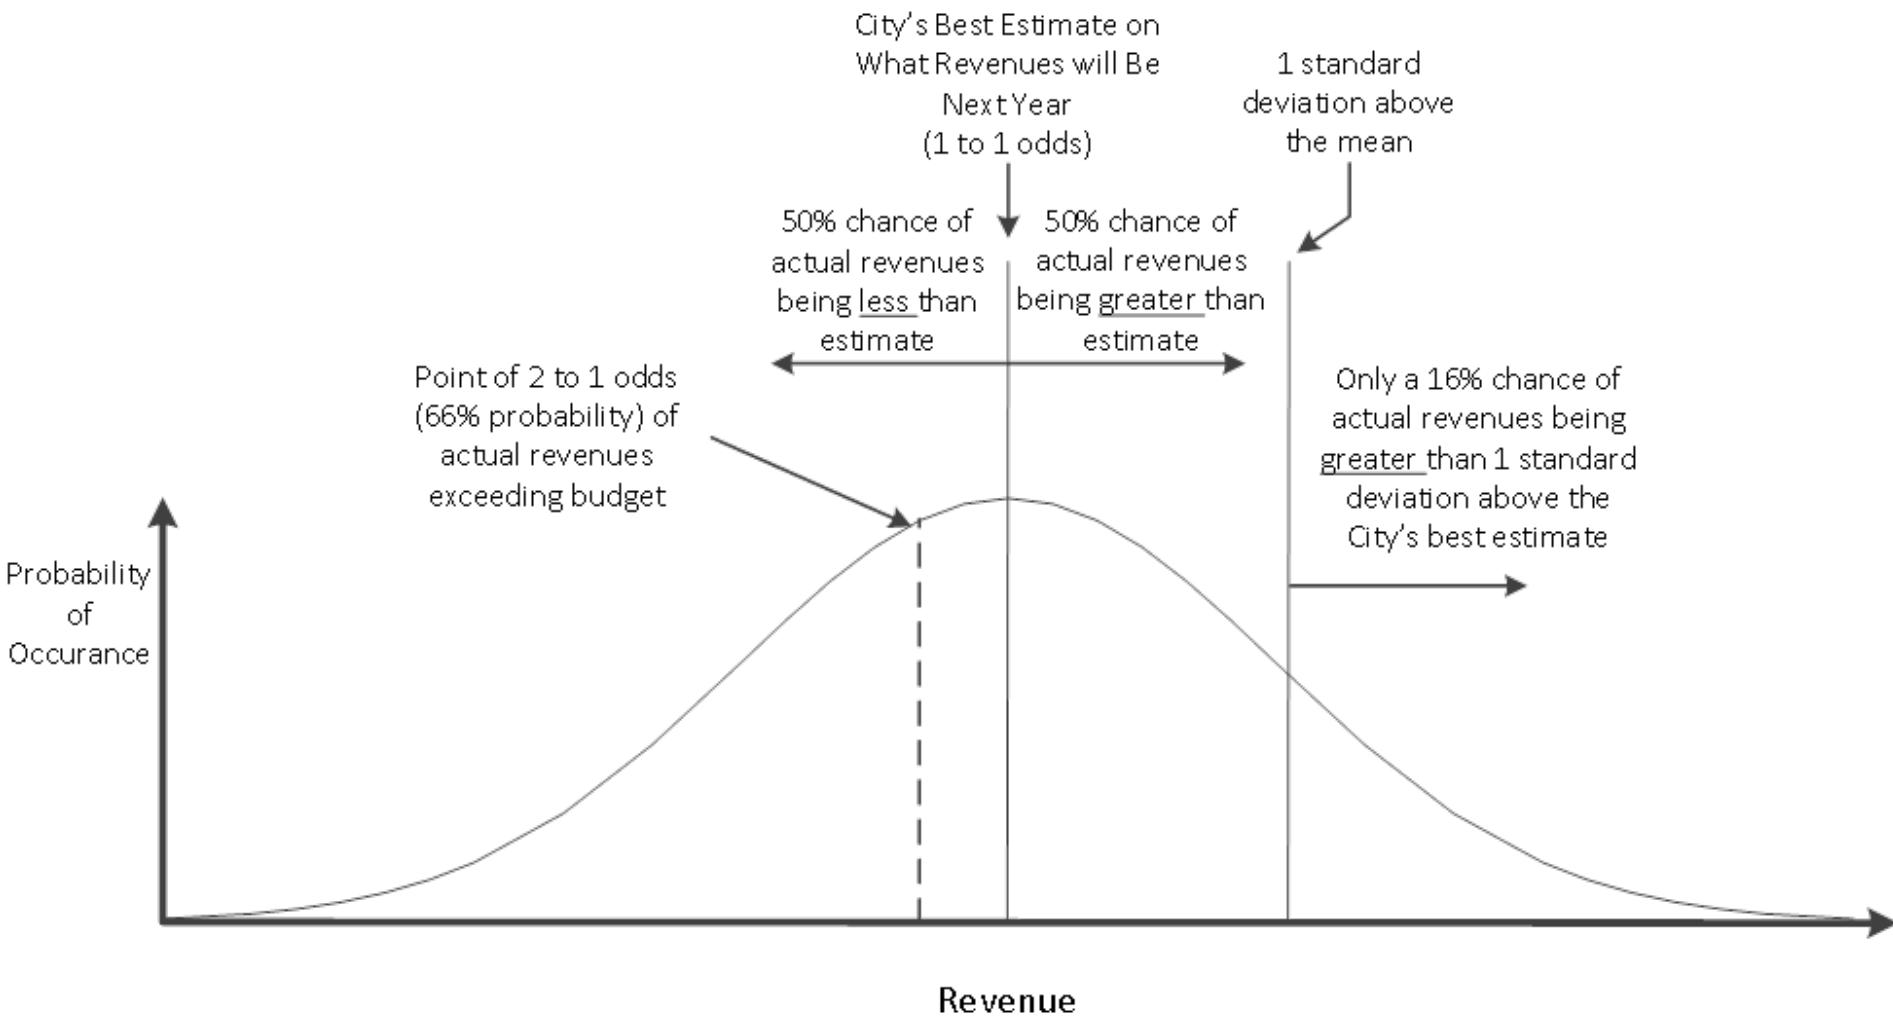 City’s Best Estimate on
What Revenues will Be
Next Year
(1 to 1 odds)
1 standard
deviation above
the mean
50% chance of
actual revenues
being less than
estimate
50% chance of
actual revenues
being greater than
estimate
Point of 2 to 1 odds
(66% probability) of
actual revenues
exceeding budget
Only a 16% chance of
actual revenues being
greater than 1 standard
deviation above the
City’s best estimate
Probability
of
Occurance
Revenue